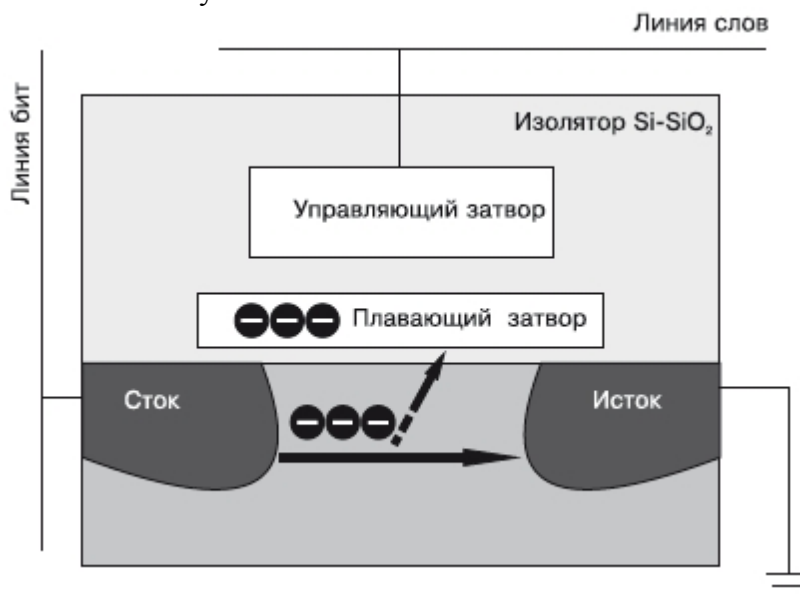 Линия слов
Линия бит
Изолятор Si-SiO₂
Управляющий затвор
Плавающий затвор
Сток
Исток